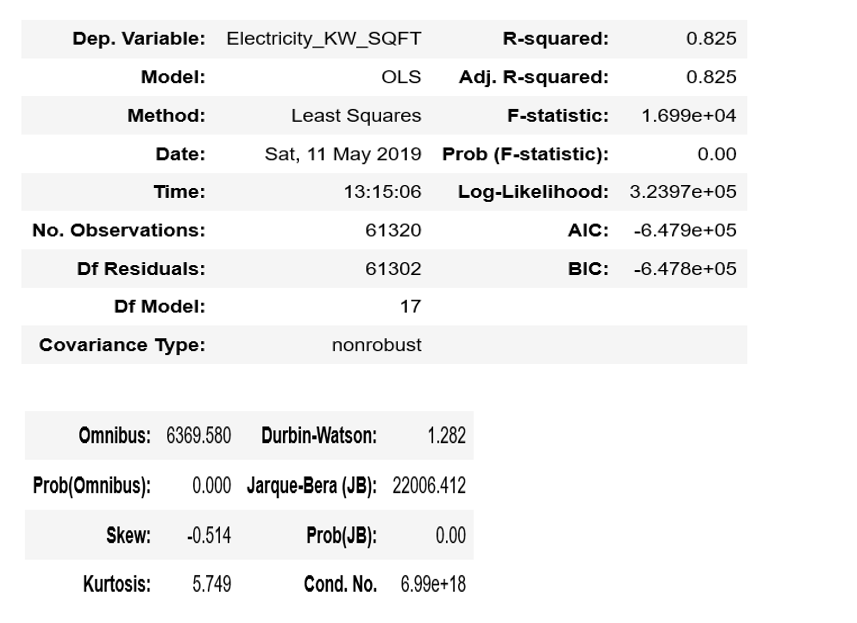 Dep. Variable: Electricity_KW_SQFT R-squared: 0.825
Model: OLS Adj. R-squared: 0.825
Method: Least Squares F-statistic: 1.699e+04
Date: Sat, 11 May 2019 Prob (F-statistic): 0.00
Time: 13:15:06 Log-Likelihood: 3.2397e+05
No. Observations: 61320 AIC: -6.479e+05
Df Residuals: 61302 BIC: -6.478e+05
Df Model: 17
Covariance Type: nonrobust
Omnibus: 6369.580 Durbin-Watson: 1.282
Prob(Omnibus): 0.000 Jarque-Bera (JB): 22006.412
Skew: -0.514 Prob(JB): 0.00
Kurtosis: 5.749 Cond. No. 6.99e+18